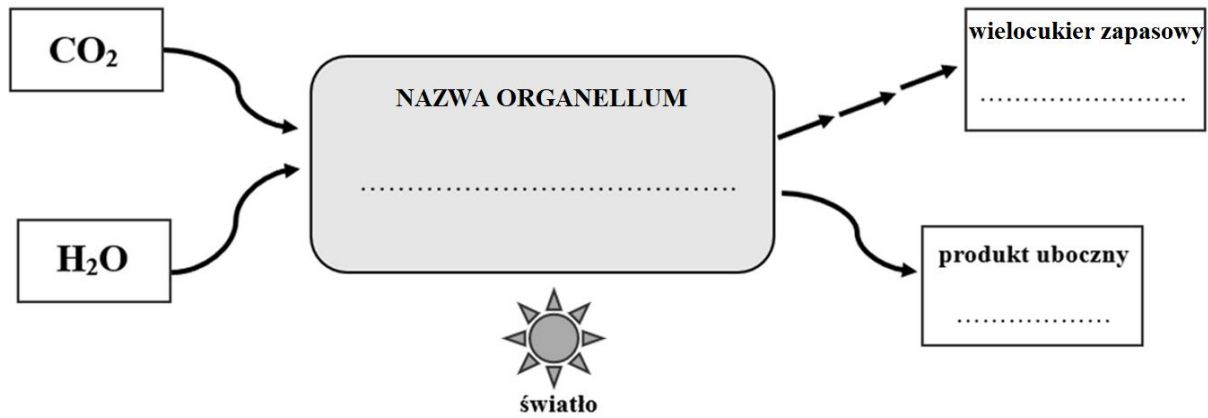 CO₂
NAZWA ORGANELLUM
........................................
H₂O
wielocukier zapasowy
........................
produkt uboczny
..................
światło